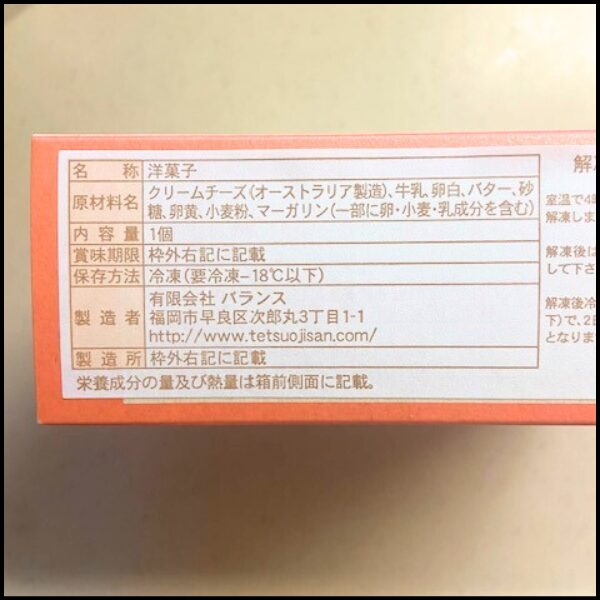 名称 洋菓子
原材料名 クリームチーズ(オーストラリア製造)、牛乳、卵白、バター、砂
糖、卵黄、小麦粉、マーガリン(一部に卵・小麦・乳成分を含む)
内容量 1個
賞味期限 枠外右記に記載
保存方法 冷凍(要冷凍-18℃以下)
製造者 有限会社 バランス
福岡市早良区次郎丸3丁目1-1
http://www.tetsuojisan.com/
製造所 枠外右記に記載
栄養成分の量及び熱量は箱前側面に記載。
解
室温で4
解凍しま
解凍後は
して下さ
解凍後冷
下)で、2
となりま